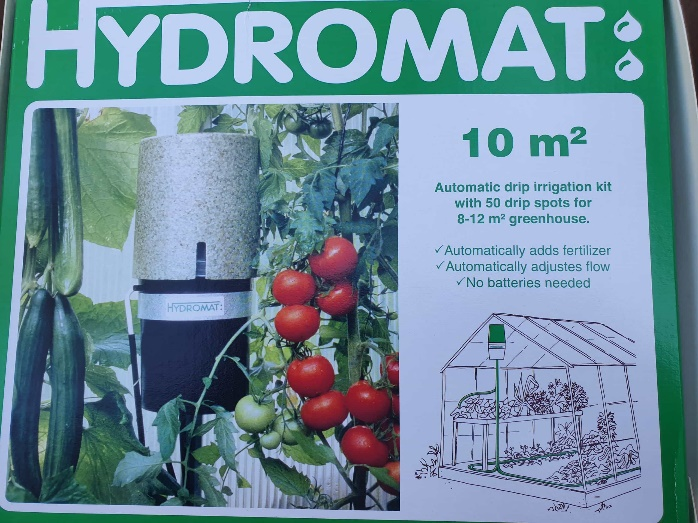 HYDROMAT
10 m²
Automatic drip irrigation kit
with 50 drip spots for
8-12 m² greenhouse.
✓Automatically adds fertilizer
✓Automatically adjusts flow
✓No batteries needed
HYDROMAT: